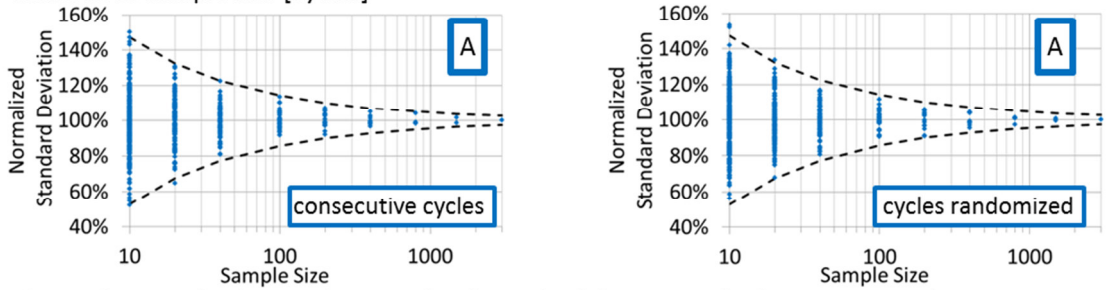 160%
140%
120%
100%
80%
60%
40%
Normalized
Standard Deviation
A
consecutive cycles
10
100
1000
Sample Size
160%
140%
120%
100%
80%
60%
40%
Normalized
Standard Deviation
A
cycles randomized
10
100
1000
Sample Size